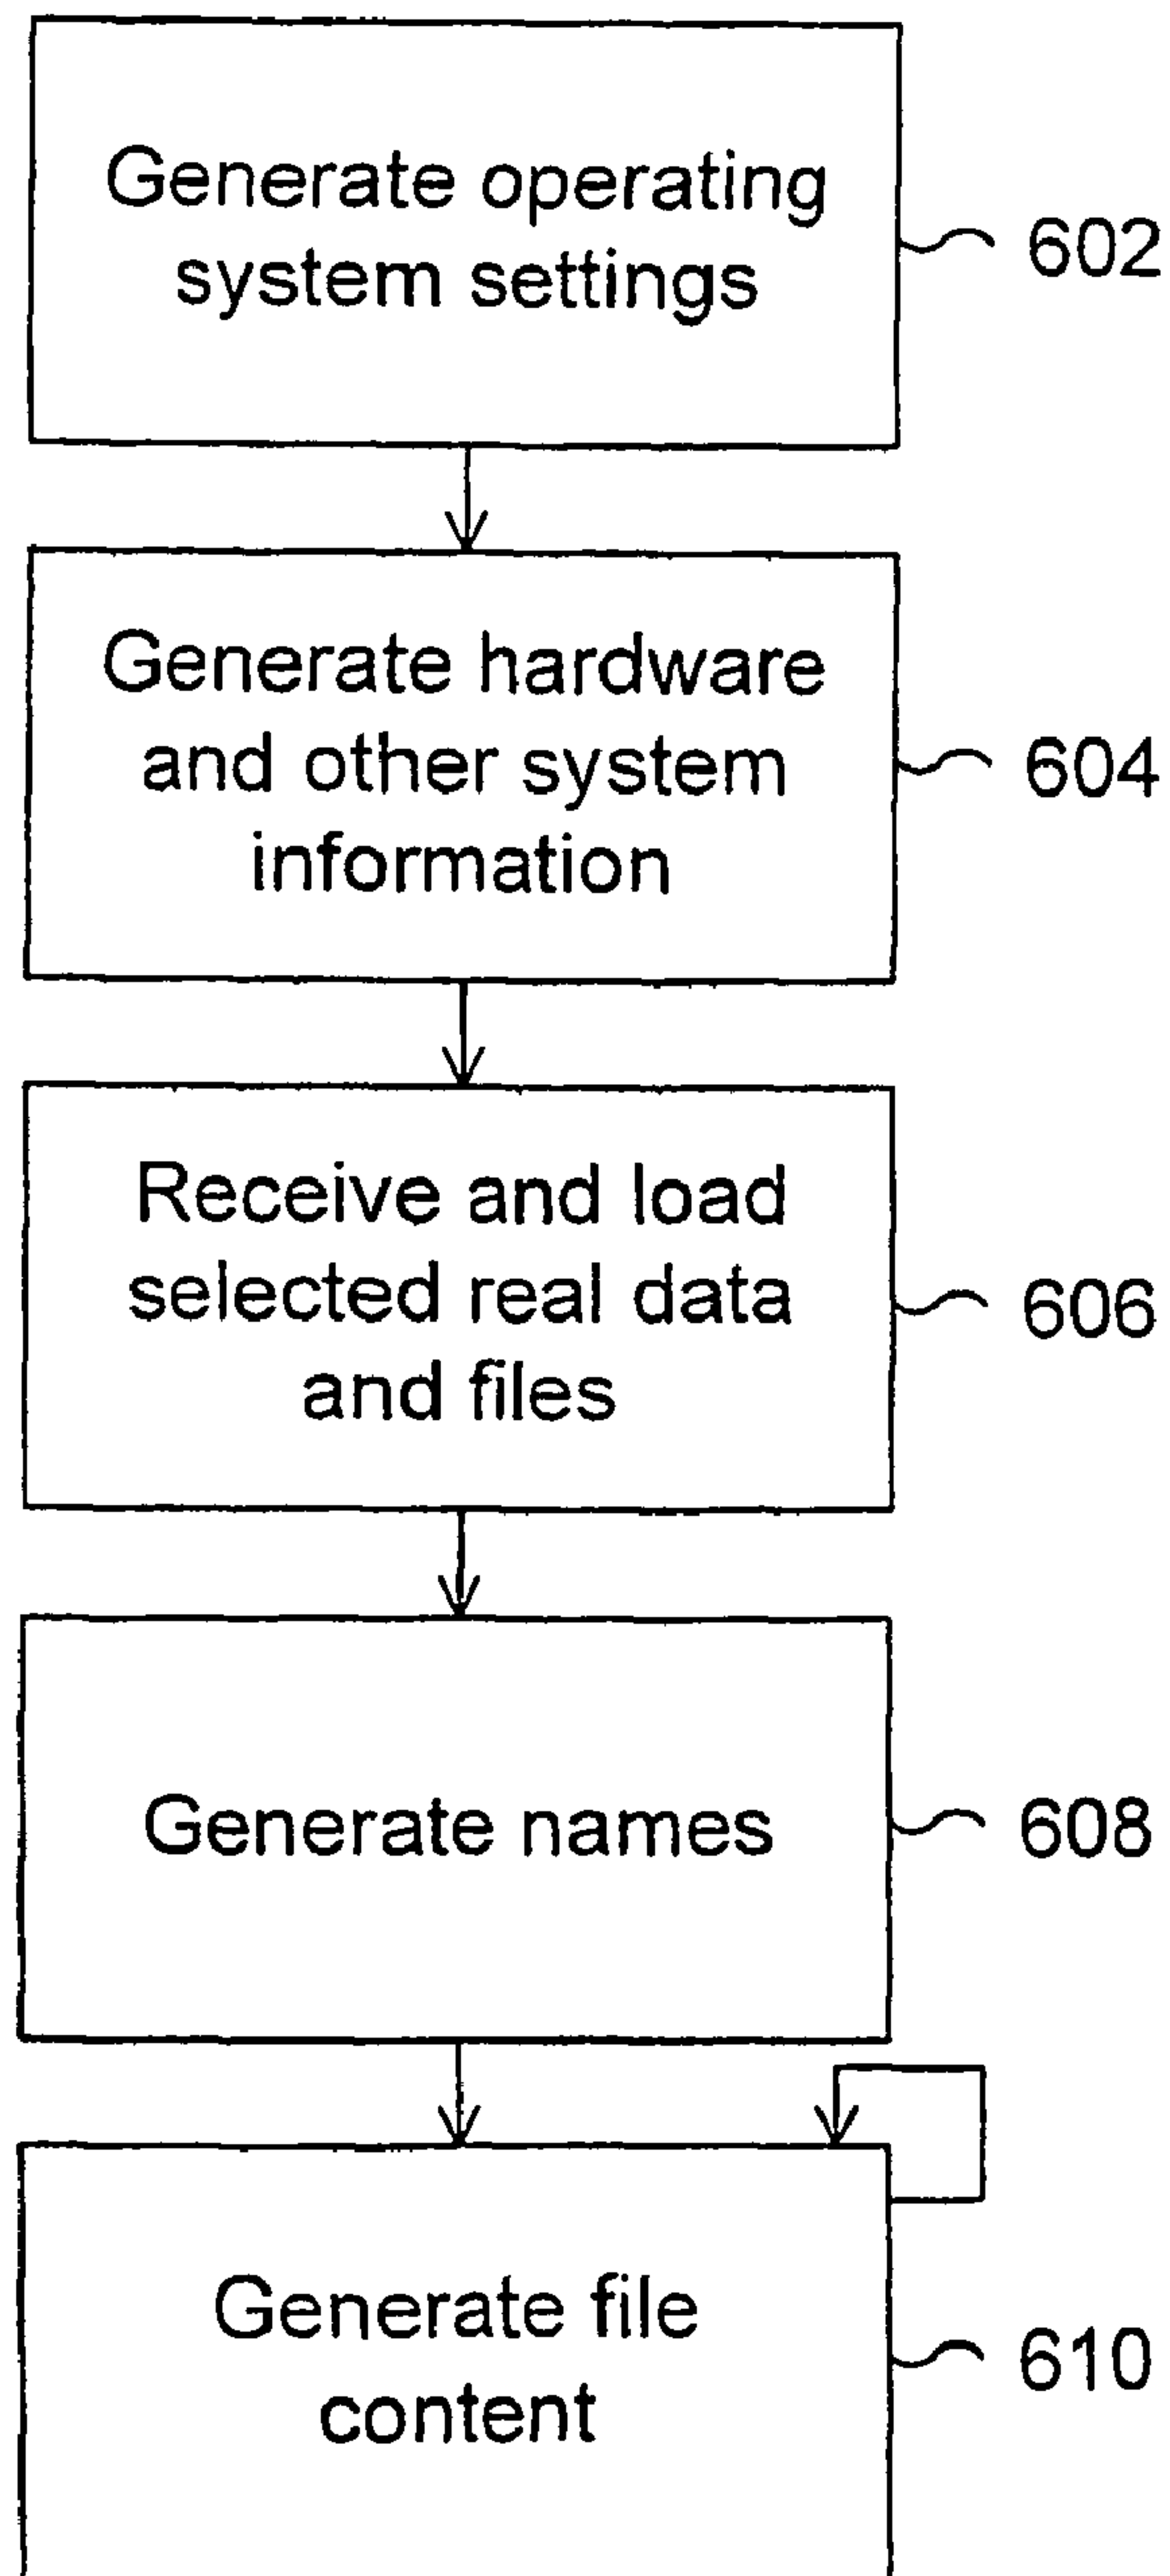 Generate operating
system settings
602
Generate hardware
and other system
information
604
Receive and load
selected real data
and files
606
Generate names
608
Generate file
content
610